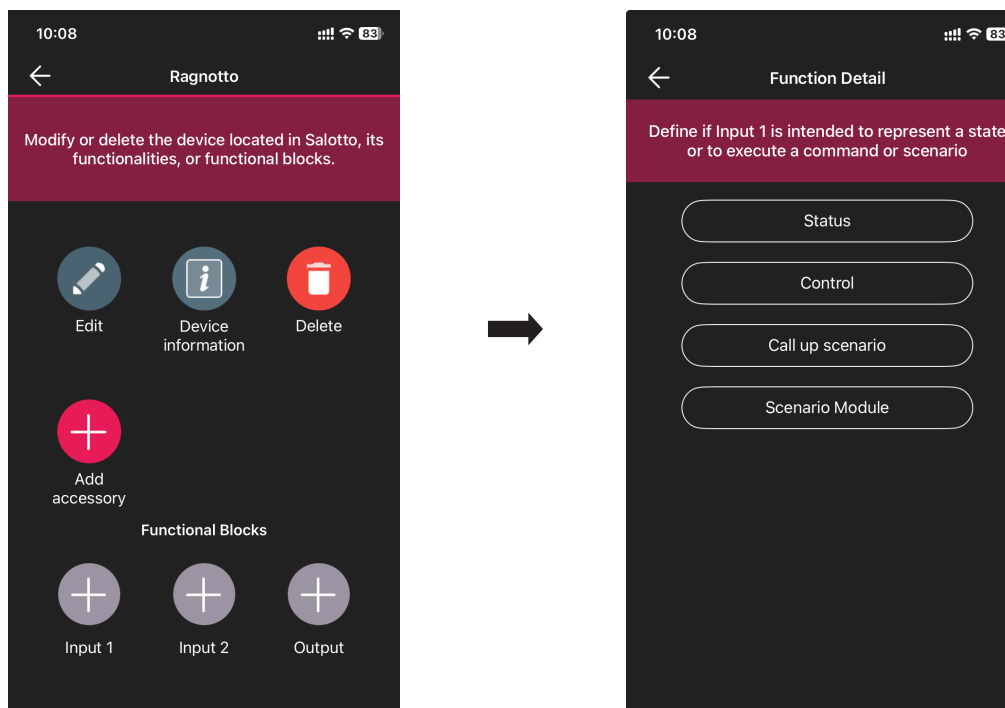 10:08
83
Ragnotto
Modify or delete the device located in Salotto, its
functionalities, or functional blocks.
Edit
Device
information
Delete
Add
accessory
Functional Blocks
Input 1
Input 2
Output
10:08
83
Function Detail
Define if Input 1 is intended to represent a state
or to execute a command or scenario
Status
Control
Call up scenario
Scenario Module